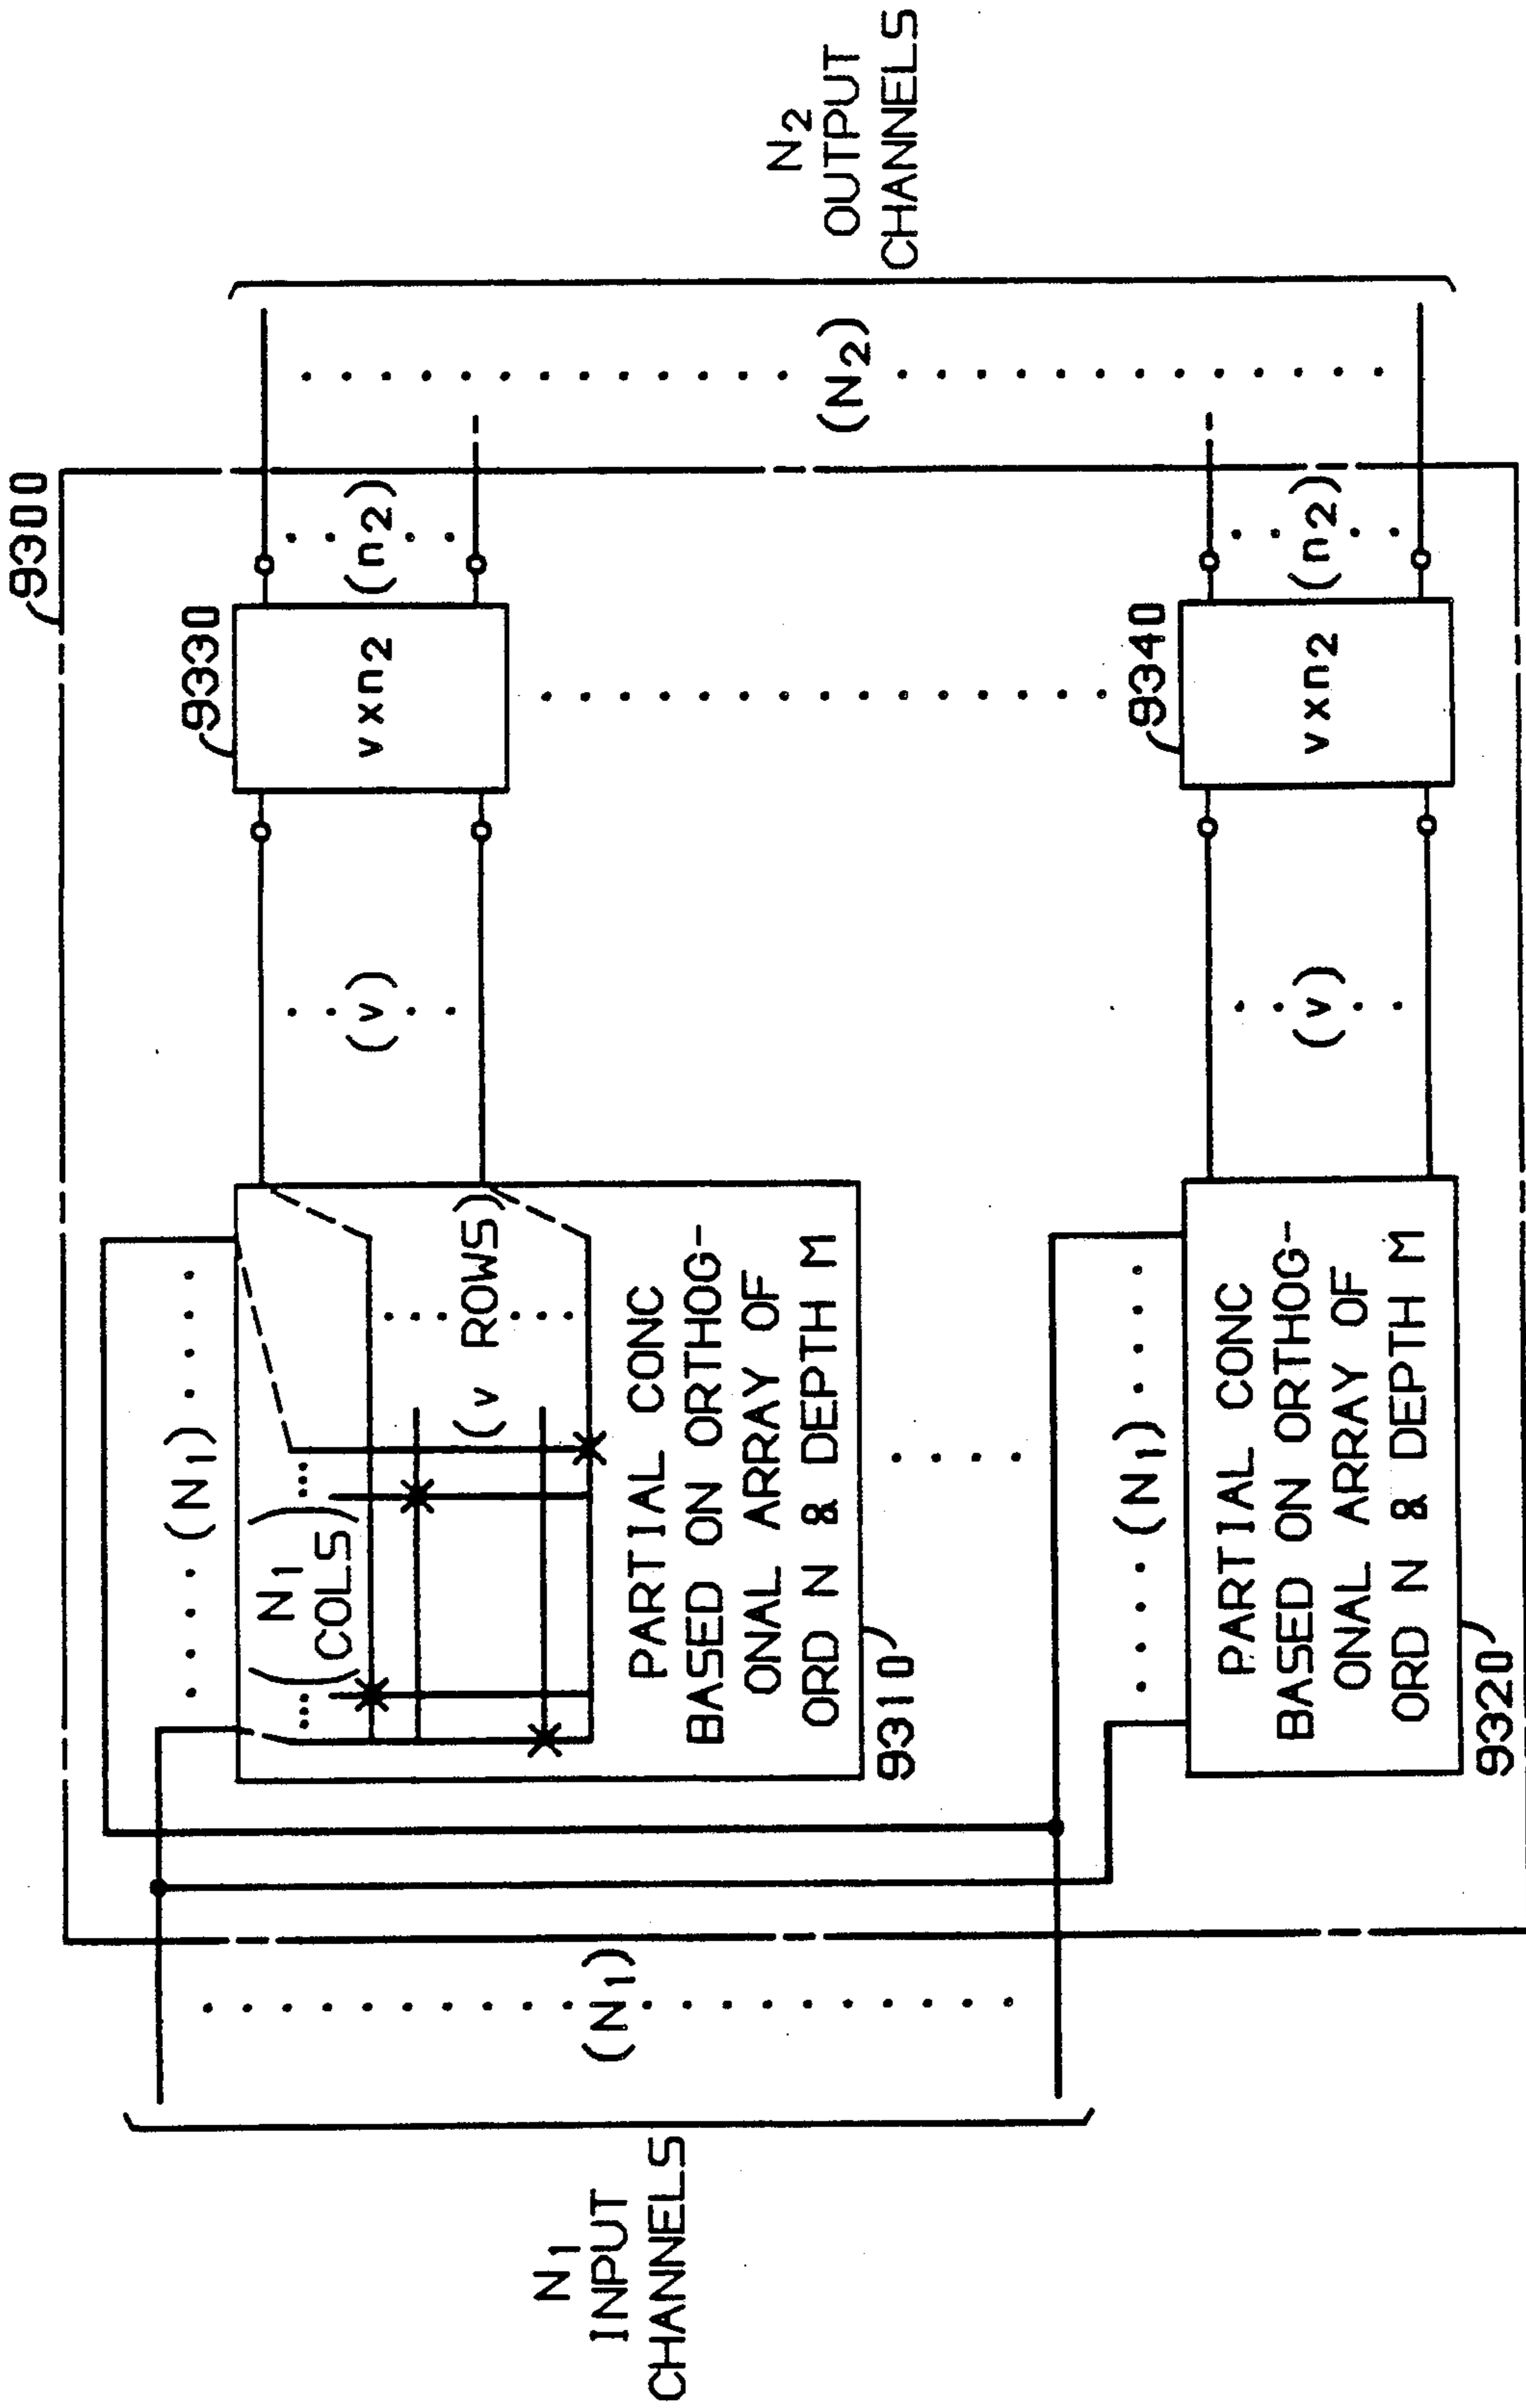 9300
N1
INPUT
CHANNELS
(N1)
(N1)
(N1 COLS)
(v ROWS)
PARTIAL CONC
BASED ON ORTHOG-
ONAL ARRAY OF
ORD N & DEPTH M
9310
(v)
9330
vxn2
(n2)
(N1)
PARTIAL CONC
BASED ON ORTHOG-
ONAL ARRAY OF
ORD N & DEPTH M
9320
(v)
9340
vxn2
(n2)
(N2)
N2
OUTPUT
CHANNELS